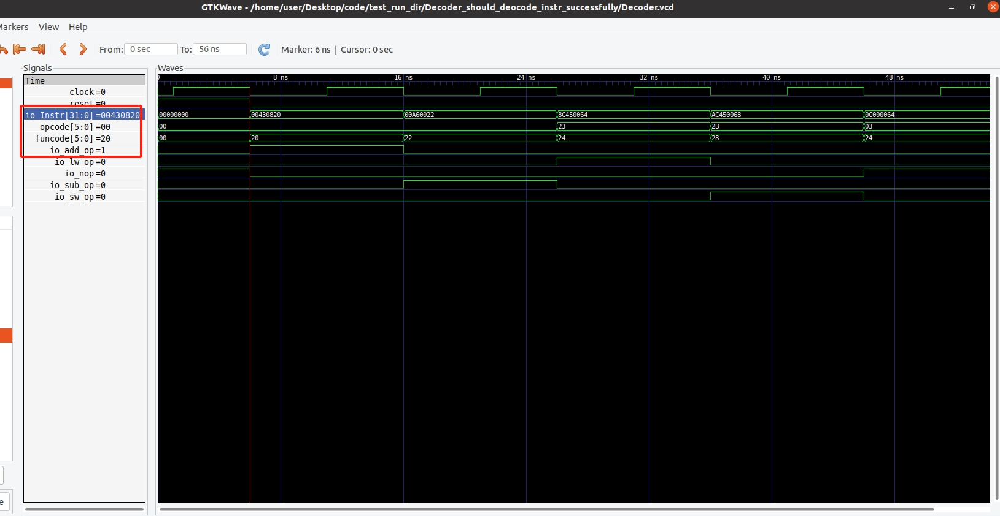 GTKWave - /home/user/Desktop/code/test_run_dir/Decoder_should_deocode_instr_successfully/Decoder.vcd
Markers View Help
From: 0 sec To: 56 ns Marker: 6 ns | Cursor: 0 sec
Signals
Waves
Time
0 8 ns 16 ns 24 ns 32 ns 40 ns 48 ns
clock=0
reset=0
io_Instr[31:0]=00430820
00000000 00430820 00A60022 8C450064 AC450068 0C000064
opcode[5:0]=00
00 23 2B 03
funcode[5:0]=20
00 20 22 24 28 24
io_add_op=1
io_lw_op=0
io_nop=0
io_sub_op=0
io_sw_op=0
e